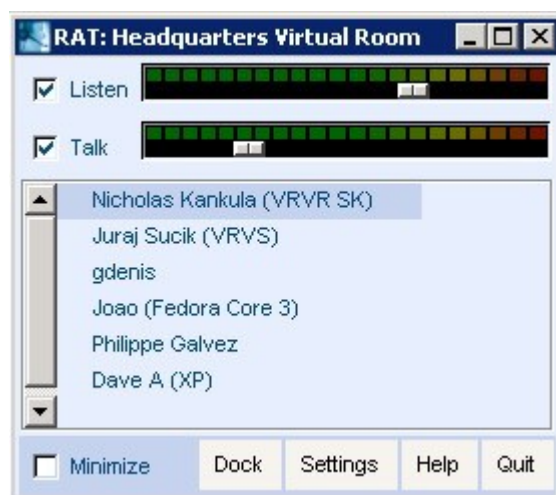 RAT: Headquarters Virtual Room
Listen
Talk
Nicholas Kankula (VRVR SK)
Juraj Sucik (VRVS)
gdenis
Joao (Fedora Core 3)
Philippe Galvez
Dave A (XP)
Minimize Dock Settings Help Quit